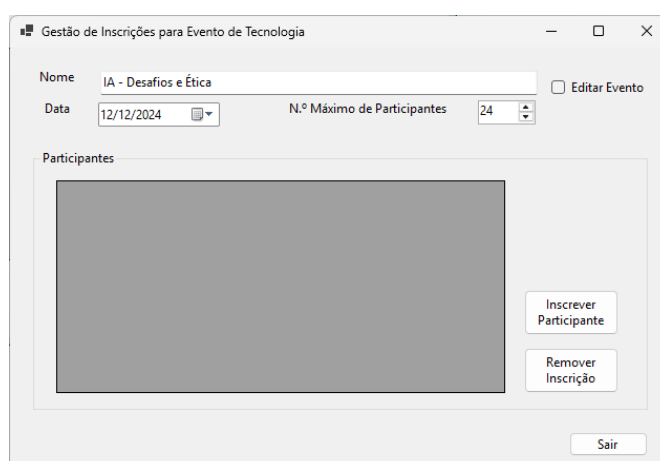 Gestão de Inscrições para Evento de Tecnologia
Nome
IA - Desafios e Ética
Editar Evento
Data
12/12/2024
N.º Máximo de Participantes
24
Participantes
Inscrever
Participante
Remover
Inscrição
Sair